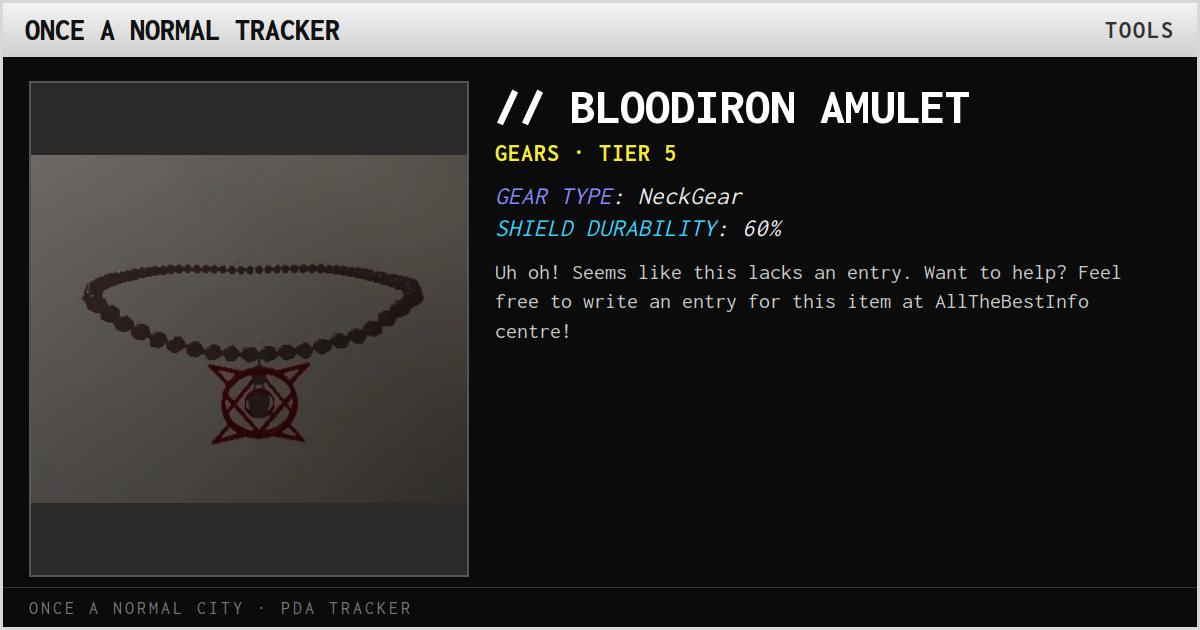 ONCE A NORMAL TRACKER
TOOLS
// BLOODIRON AMULET
GEARS · TIER 5
GEAR TYPE: NeckGear
SHIELD DURABILITY: 60%
Uh oh! Seems like this lacks an entry. Want to help? Feel
free to write an entry for this item at AllTheBestInfo
centre!
ONCE A NORMAL CITY · PDA TRACKER